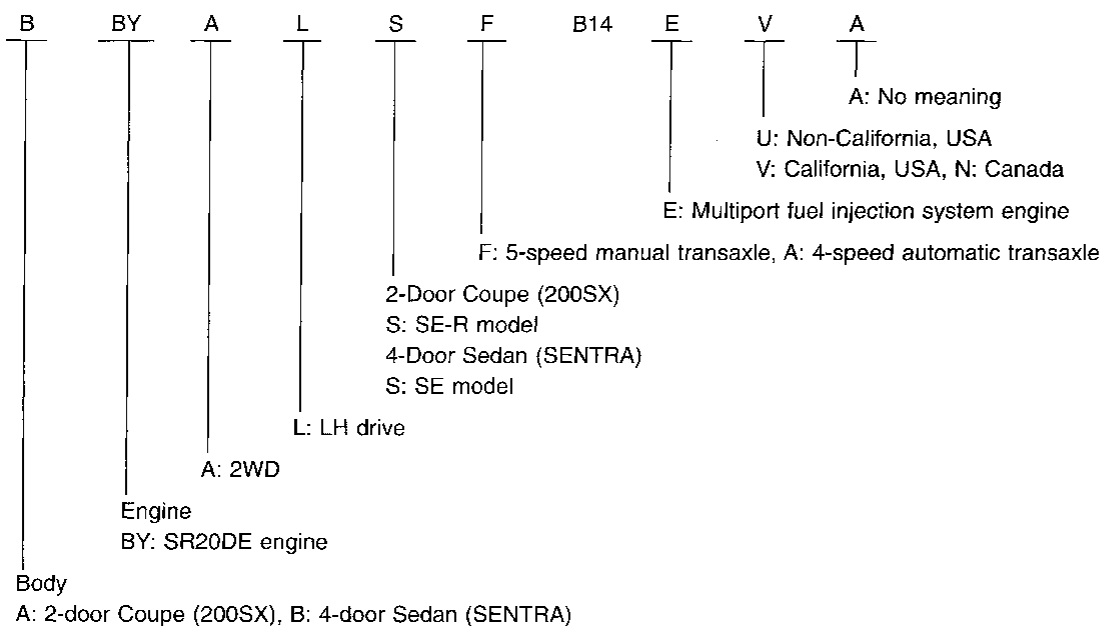 B BY A L S F B14 E V A
A: No meaning
U: Non-California, USA
V: California, USA, N: Canada
E: Multiport fuel injection system engine
F: 5-speed manual transaxle, A: 4-speed automatic transaxle
2-Door Coupe (200SX)
S: SE-R model
4-Door Sedan (SENTRA)
S: SE model
L: LH drive
A: 2WD
Engine
BY: SR20DE engine
Body
A: 2-door Coupe (200SX), B: 4-door Sedan (SENTRA)